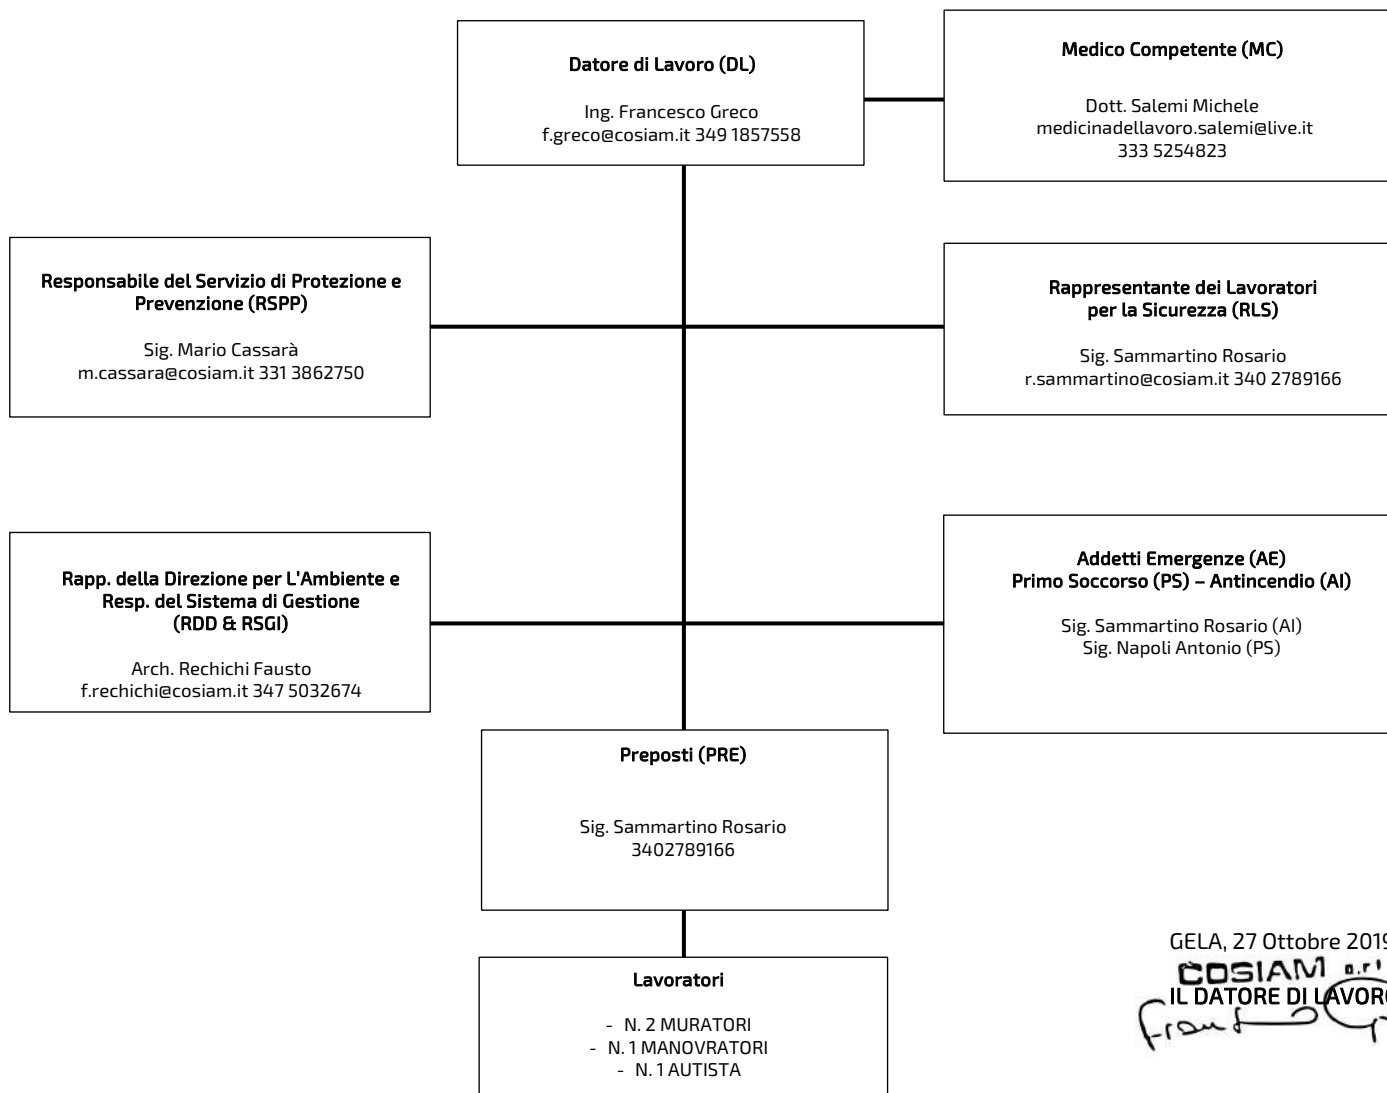 Datore di Lavoro (DL)
Ing. Francesco Greco
f.greco@cosiam.it 349 1857558
Medico Competente (MC)
Dott. Salemi Michele
medicinadellavoro.salemi@live.it
333 5254823
Responsabile del Servizio di Protezione e
Prevenzione (RSPP)
Sig. Mario Cassarà
m.cassara@cosiam.it 331 3862750
Rappresentante dei Lavoratori
per la Sicurezza (RLS)
Sig. Sammartino Rosario
r.sammartino@cosiam.it 340 2789166
Rapp. della Direzione per L'Ambiente e
Resp. del Sistema di Gestione
(RDD & RSGI)
Arch. Rechichi Fausto
f.rechichi@cosiam.it 347 5032674
Addetti Emergenze (AE)
Primo Soccorso (PS) – Antincendio (AI)
Sig. Sammartino Rosario (AI)
Sig. Napoli Antonio (PS)
Preposti (PRE)
Sig. Sammartino Rosario
3402789166
Lavoratori
- N. 2 MURATORI
- N. 1 MANOVRATORI
- N. 1 AUTISTA
GELA, 27 Ottobre 2019
COSIAM
IL DATORE DI LAVORO